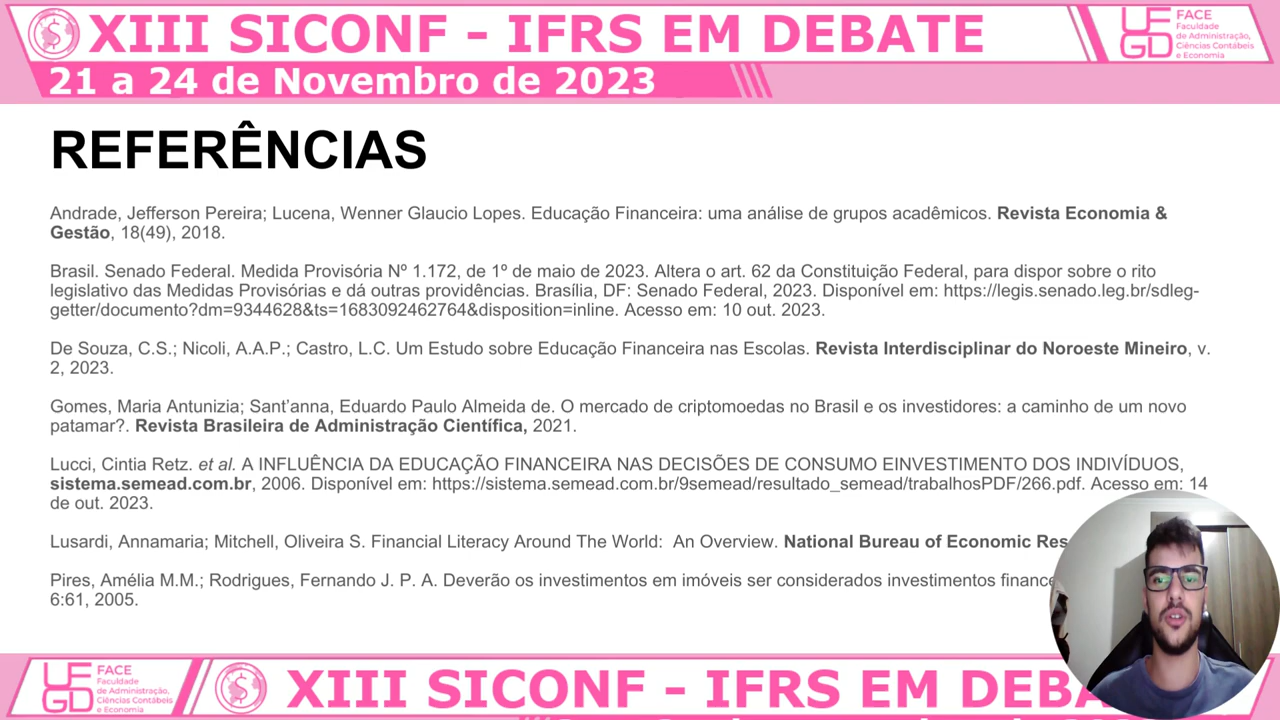 XIII SICONF - IFRS EM DEBATE
UF
GD
FACE
Faculdade
de Administração,
Ciências Contábeis
e Economia
21 a 24 de Novembro de 2023
REFERÊNCIAS
Andrade, Jefferson Pereira; Lucena, Wenner Glaucio Lopes. Educação Financeira: uma análise de grupos acadêmicos. Revista Economia &
Gestão, 18(49), 2018.
Brasil. Senado Federal. Medida Provisória Nº 1.172, de 1º de maio de 2023. Altera o art. 62 da Constituição Federal, para dispor sobre o rito
legislativo das Medidas Provisórias e dá outras providências. Brasília, DF: Senado Federal, 2023. Disponível em: https://legis.senado.leg.br/sdleg-
getter/documento?dm=9344628&ts=1683092462764&disposition=inline. Acesso em: 10 out. 2023.
De Souza, C.S.; Nicoli, A.A.P.; Castro, L.C. Um Estudo sobre Educação Financeira nas Escolas. Revista Interdisciplinar do Noroeste Mineiro, v.
2, 2023.
Gomes, Maria Antunizia; Sant’anna, Eduardo Paulo Almeida de. O mercado de criptomoedas no Brasil e os investidores: a caminho de um novo
patamar?. Revista Brasileira de Administração Científica, 2021.
Lucci, Cintia Retz. et al. A INFLUÊNCIA DA EDUCAÇÃO FINANCEIRA NAS DECISÕES DE CONSUMO EINVESTIMENTO DOS INDIVÍDUOS,
sistema.semead.com.br, 2006. Disponível em: https://sistema.semead.com.br/9semead/resultado_semead/trabalhosPDF/266.pdf. Acesso em: 14
de out. 2023.
Lusardi, Annamaria; Mitchell, Oliveira S. Financial Literacy Around The World: An Overview. National Bureau of Economic Res
Pires, Amélia M.M.; Rodrigues, Fernando J. P. A. Deverão os investimentos em imóveis ser considerados investimentos finance
6:61, 2005.
UF
GD
FACE
Faculdade
de Administração,
Ciências Contábeis
e Economia
XIII SICONF - IFRS EM DEBA